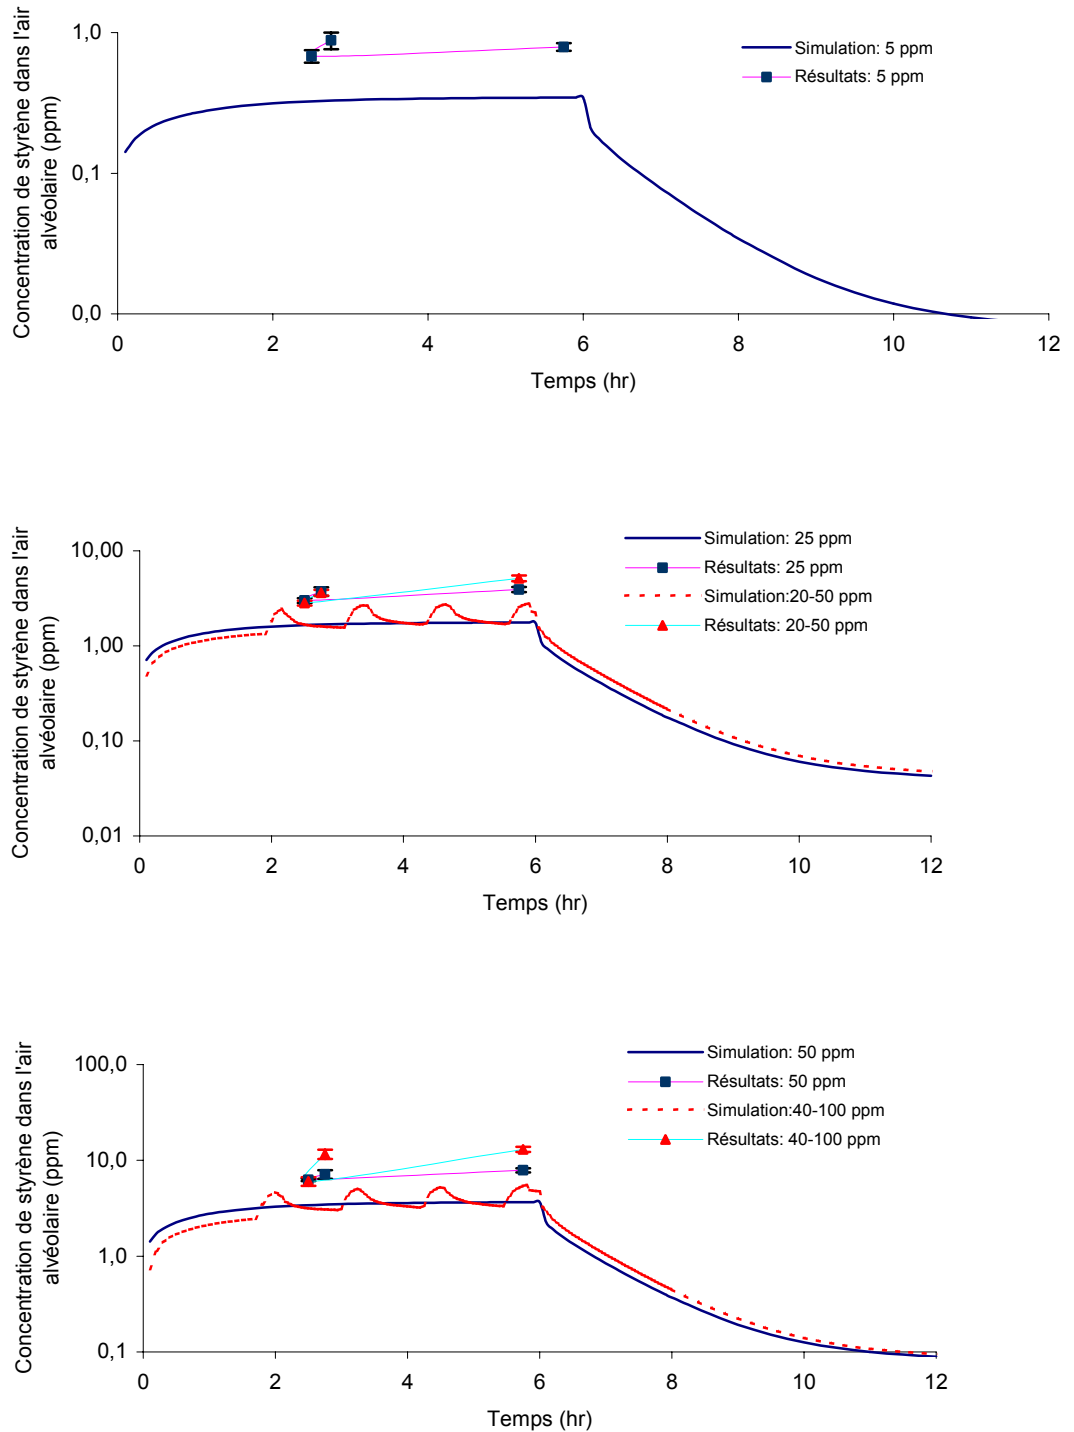 Concentration de styrène dans l'air
alvéolaire (ppm)
1,0
0,1
0,0
0 2 4 6 8 10 12
Temps (hr)
Simulation: 5 ppm
Résultats: 5 ppm
Concentration de styrène dans l'air
alvéolaire (ppm)
10,00
1,00
0,10
0,01
0 2 4 6 8 10 12
Temps (hr)
Simulation: 25 ppm
Résultats: 25 ppm
Simulation:20-50 ppm
Résultats: 20-50 ppm
Concentration de styrène dans l'air
alvéolaire (ppm)
100,0
10,0
1,0
0,1
0 2 4 6 8 10 12
Temps (hr)
Simulation: 50 ppm
Résultats: 50 ppm
Simulation:40-100 ppm
Résultats: 40-100 ppm